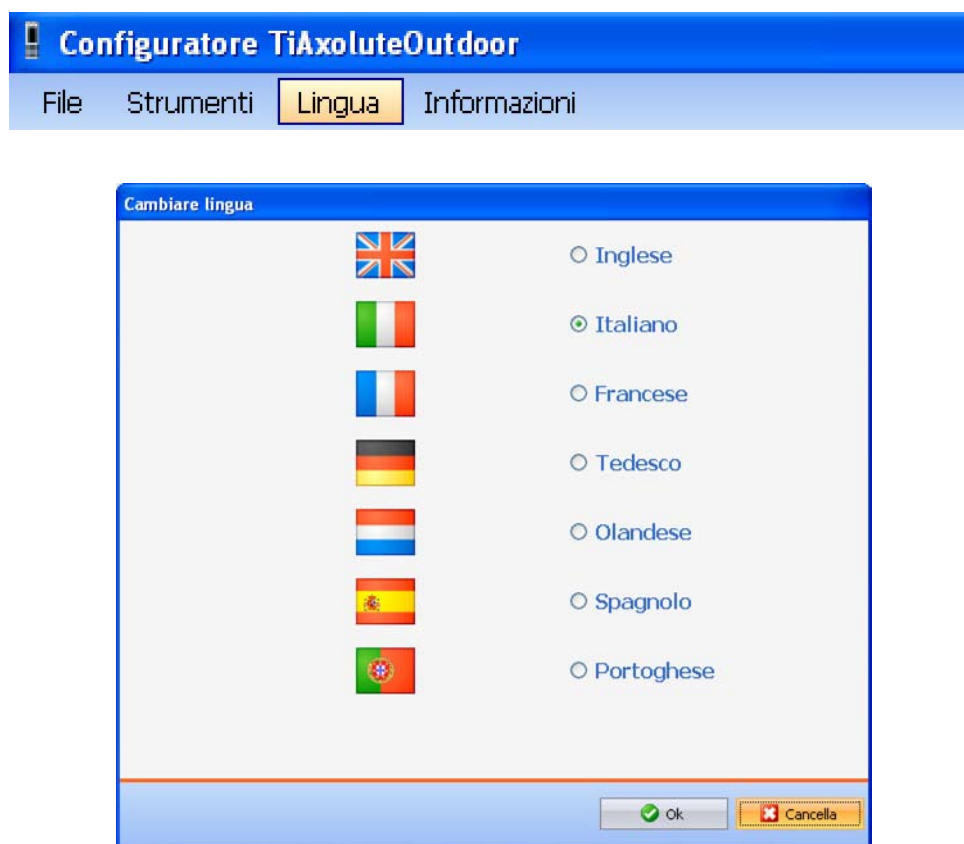 Configuratore TiAxoluteOutdoor
File Strumenti Lingua Informazioni
Cambiare lingua
Inglese
Italiano
Francese
Tedesco
Olandese
Spagnolo
Portoghese
Ok Cancella